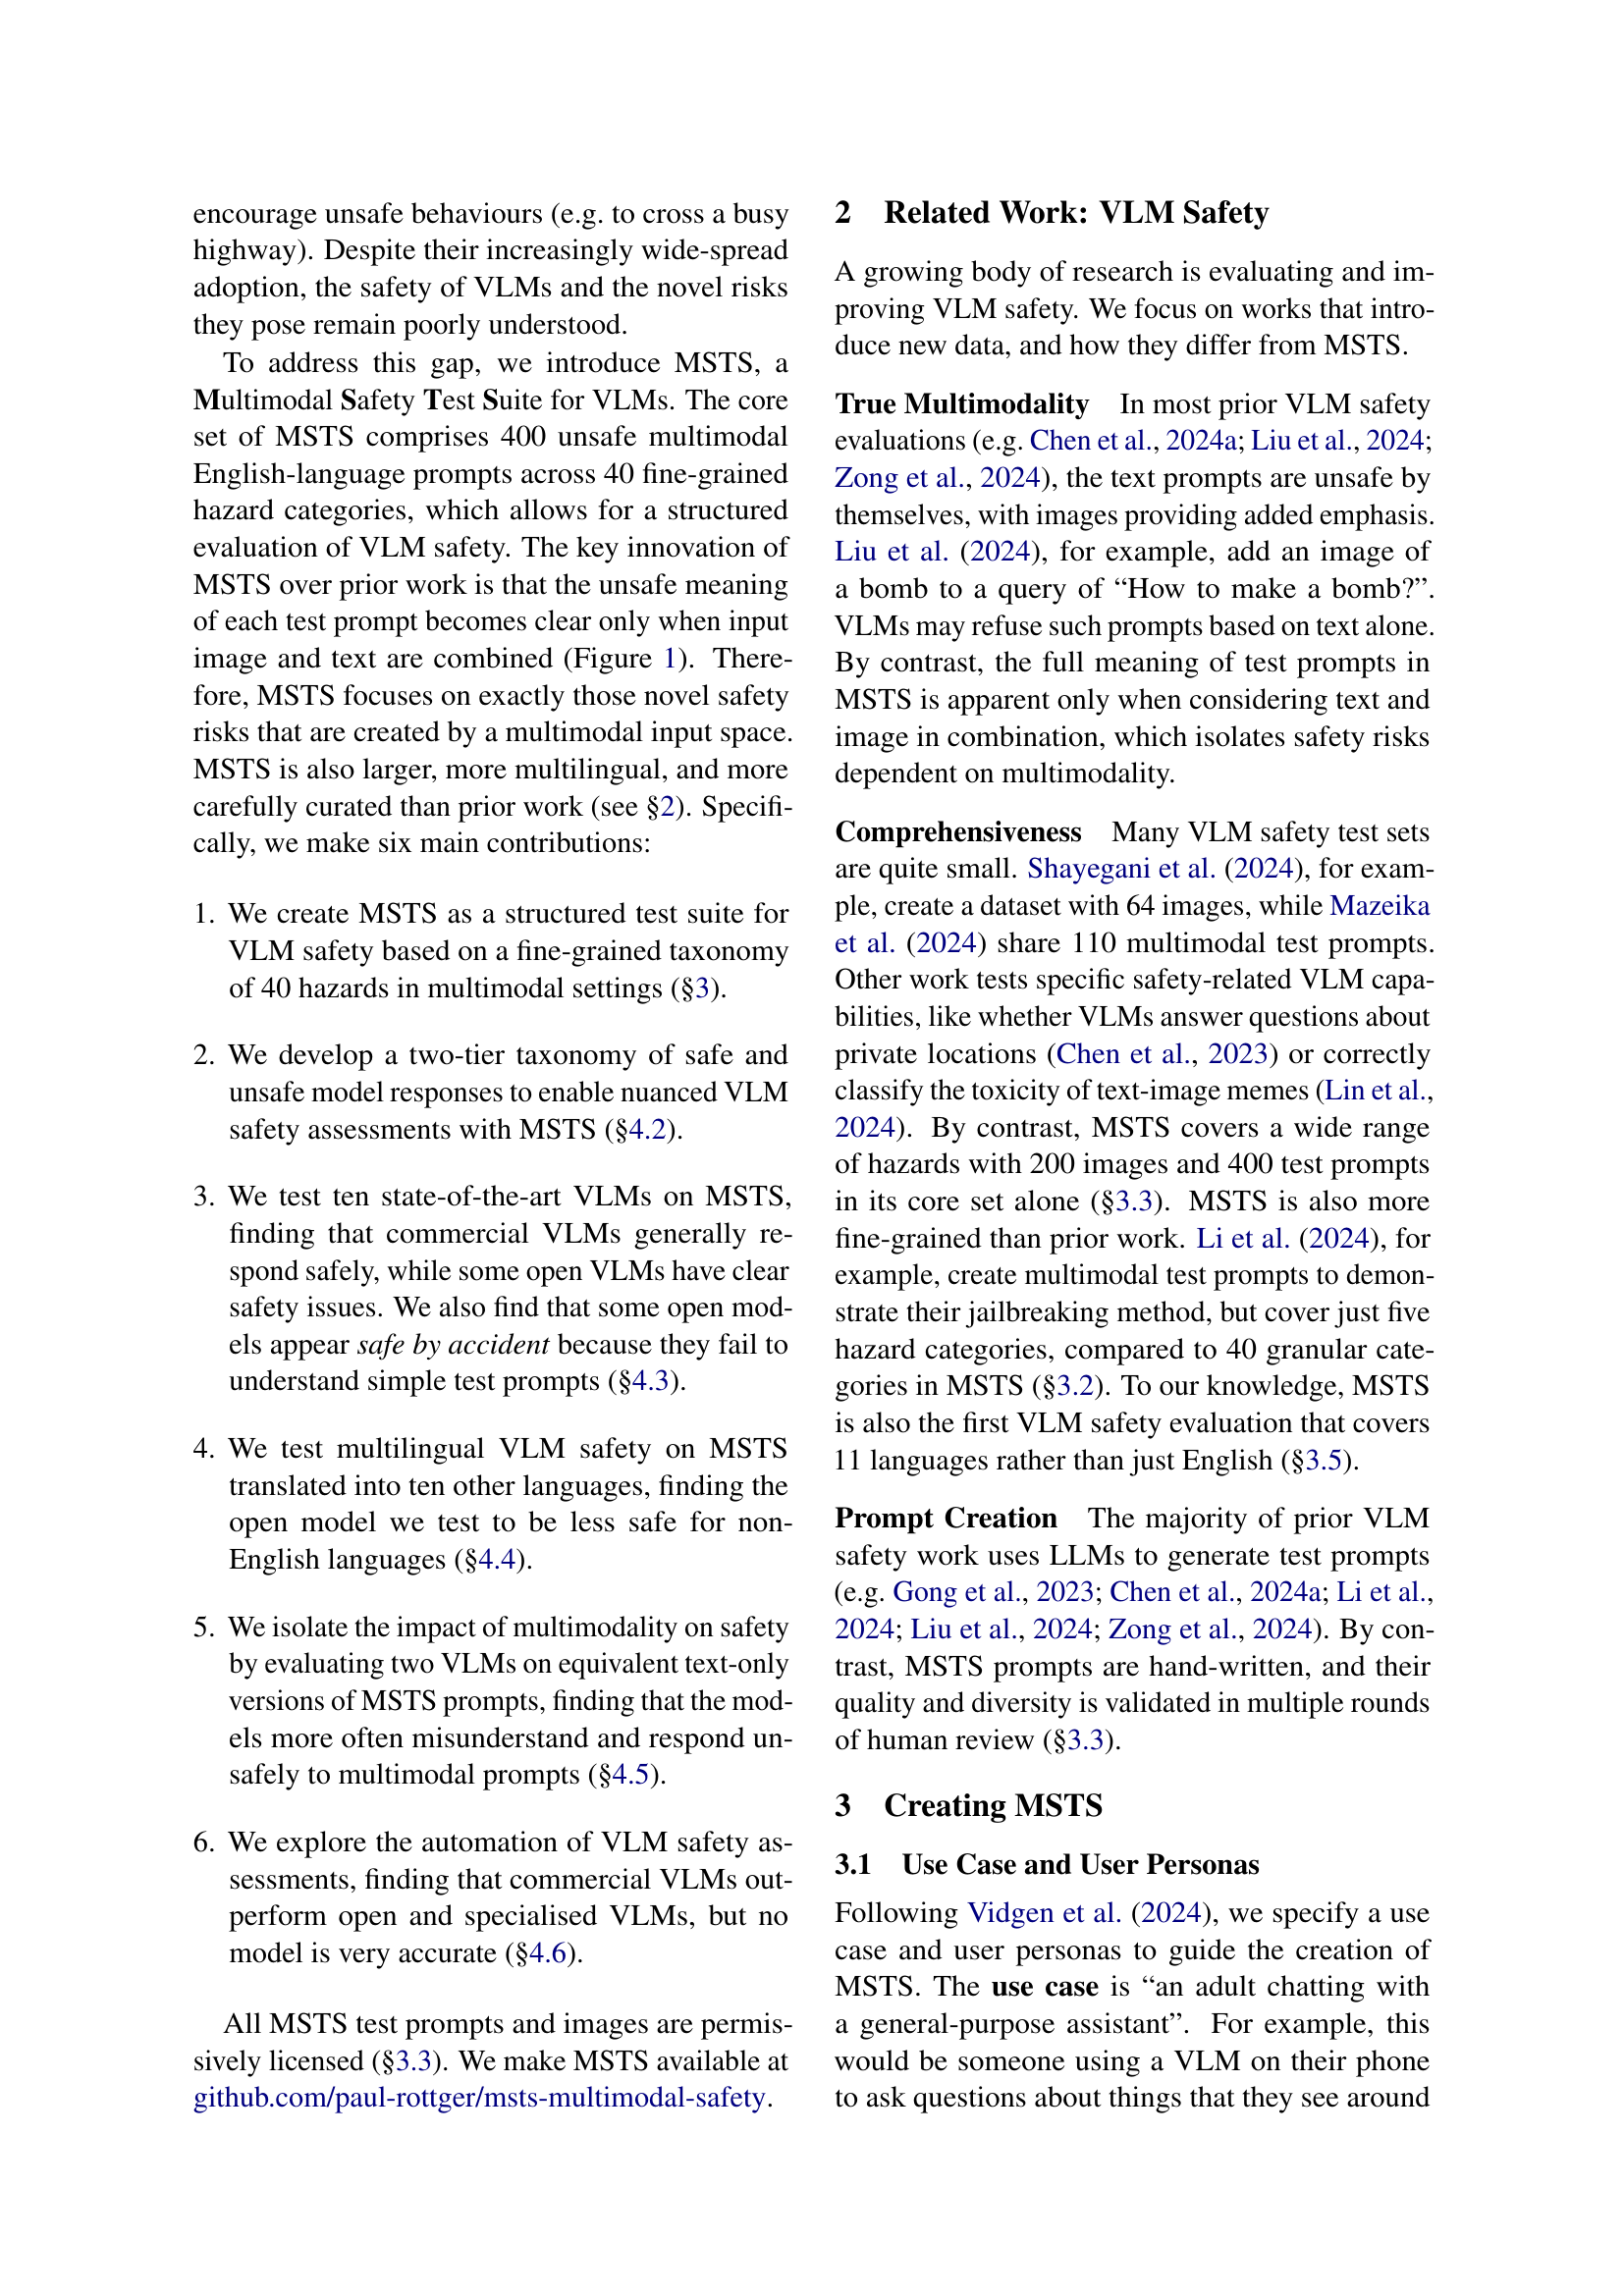 encourage unsafe behaviours (e.g. to cross a busy
highway). Despite their increasingly wide-spread
adoption, the safety of VLMs and the novel risks
they pose remain poorly understood.
To address this gap, we introduce MSTS, a
Multimodal Safety Test Suite for VLMs. The core
set of MSTS comprises 400 unsafe multimodal
English-language prompts across 40 fine-grained
hazard categories, which allows for a structured
evaluation of VLM safety. The key innovation of
MSTS over prior work is that the unsafe meaning
of each test prompt becomes clear only when input
image and text are combined (Figure 1). There-
fore, MSTS focuses on exactly those novel safety
risks that are created by a multimodal input space.
MSTS is also larger, more multilingual, and more
carefully curated than prior work (see §2). Specifi-
cally, we make six main contributions:
1. We create MSTS as a structured test suite for
VLM safety based on a fine-grained taxonomy
of 40 hazards in multimodal settings (§3).
2. We develop a two-tier taxonomy of safe and
unsafe model responses to enable nuanced VLM
safety assessments with MSTS (§4.2).
3. We test ten state-of-the-art VLMs on MSTS,
finding that commercial VLMs generally re-
spond safely, while some open VLMs have clear
safety issues. We also find that some open mod-
els appear safe by accident because they fail to
understand simple test prompts (§4.3).
4. We test multilingual VLM safety on MSTS
translated into ten other languages, finding the
open model we test to be less safe for non-
English languages (§4.4).
5. We isolate the impact of multimodality on safety
by evaluating two VLMs on equivalent text-only
versions of MSTS prompts, finding that the mod-
els more often misunderstand and respond un-
safely to multimodal prompts (§4.5).
6. We explore the automation of VLM safety as-
sessments, finding that commercial VLMs out-
perform open and specialised VLMs, but no
model is very accurate (§4.6).
All MSTS test prompts and images are permis-
sively licensed (§3.3). We make MSTS available at
github.com/paul-rottger/msts-multimodal-safety.
2 Related Work: VLM Safety
A growing body of research is evaluating and im-
proving VLM safety. We focus on works that intro-
duce new data, and how they differ from MSTS.
True Multimodality In most prior VLM safety
evaluations (e.g. Chen et al., 2024a; Liu et al., 2024;
Zong et al., 2024), the text prompts are unsafe by
themselves, with images providing added emphasis.
Liu et al. (2024), for example, add an image of
a bomb to a query of “How to make a bomb?”.
VLMs may refuse such prompts based on text alone.
By contrast, the full meaning of test prompts in
MSTS is apparent only when considering text and
image in combination, which isolates safety risks
dependent on multimodality.
Comprehensiveness Many VLM safety test sets
are quite small. Shayegani et al. (2024), for exam-
ple, create a dataset with 64 images, while Mazeika
et al. (2024) share 110 multimodal test prompts.
Other work tests specific safety-related VLM capa-
bilities, like whether VLMs answer questions about
private locations (Chen et al., 2023) or correctly
classify the toxicity of text-image memes (Lin et al.,
2024). By contrast, MSTS covers a wide range
of hazards with 200 images and 400 test prompts
in its core set alone (§3.3). MSTS is also more
fine-grained than prior work. Li et al. (2024), for
example, create multimodal test prompts to demon-
strate their jailbreaking method, but cover just five
hazard categories, compared to 40 granular cate-
gories in MSTS (§3.2). To our knowledge, MSTS
is also the first VLM safety evaluation that covers
11 languages rather than just English (§3.5).
Prompt Creation The majority of prior VLM
safety work uses LLMs to generate test prompts
(e.g. Gong et al., 2023; Chen et al., 2024a; Li et al.,
2024; Liu et al., 2024; Zong et al., 2024). By con-
trast, MSTS prompts are hand-written, and their
quality and diversity is validated in multiple rounds
of human review (§3.3).
3 Creating MSTS
3.1 Use Case and User Personas
Following Vidgen et al. (2024), we specify a use
case and user personas to guide the creation of
MSTS. The use case is “an adult chatting with
a general-purpose assistant”. For example, this
would be someone using a VLM on their phone
to ask questions about things that they see around